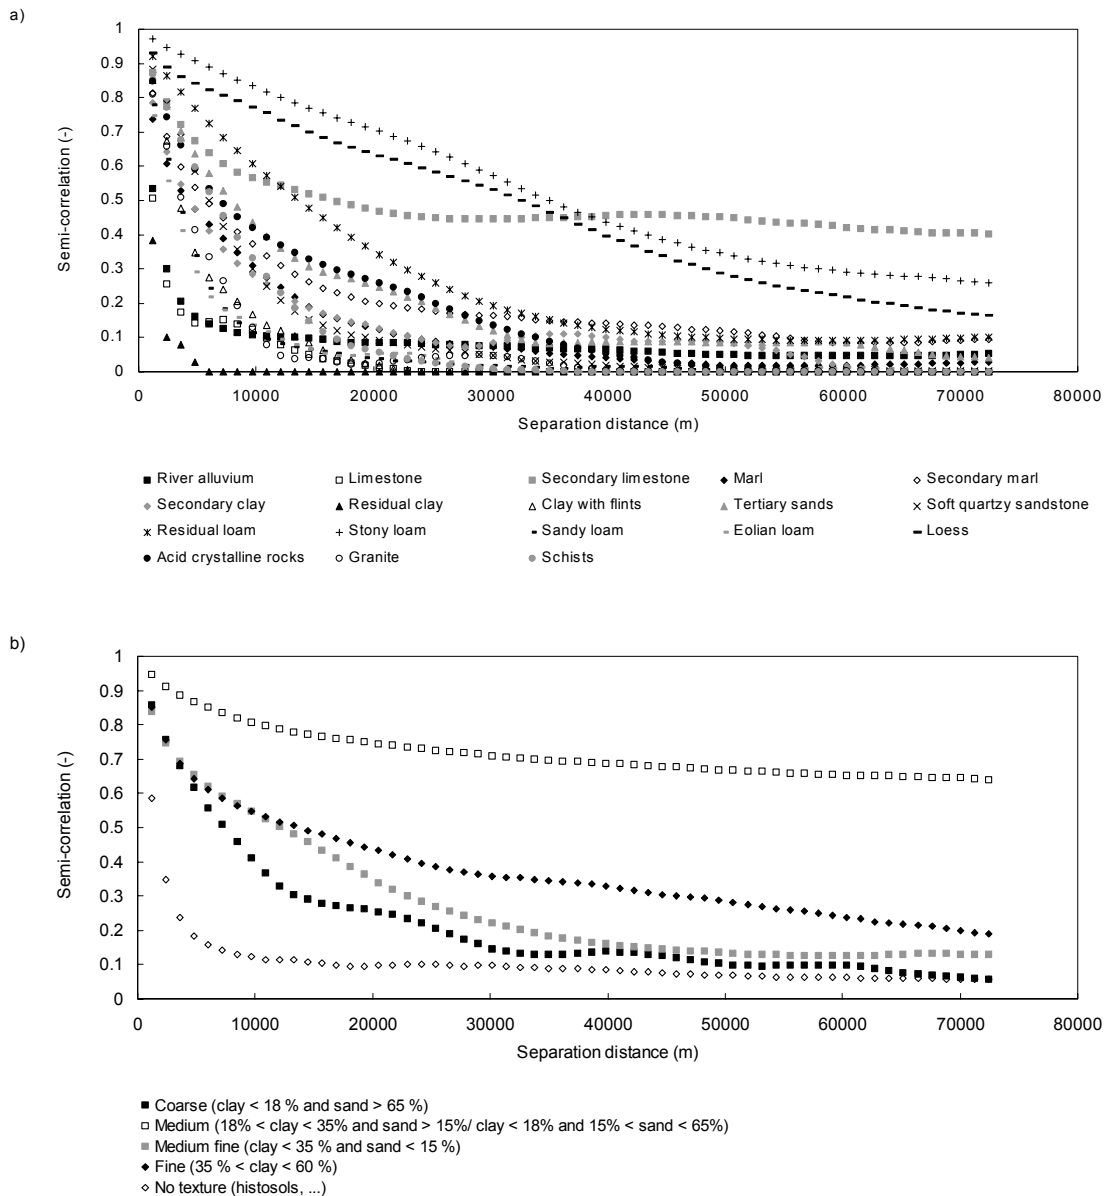 a)
1
0.9
0.8
0.7
0.6
0.5
0.4
0.3
0.2
0.1
0
Semi-correlation (-)
0 10000 20000 30000 40000 50000 60000 70000 80000
Separation distance (m)
River alluvium Limestone Secondary limestone Marl Secondary marl
Secondary clay Residual clay Clay with flints Tertiary sands Soft quartzy sandstone
Residual loam Stony loam Sandy loam Eolian loam Loess
Acid crystalline rocks Granite Schists
b)
1
0.9
0.8
0.7
0.6
0.5
0.4
0.3
0.2
0.1
0
Semi-correlation (-)
0 10000 20000 30000 40000 50000 60000 70000 80000
Separation distance (m)
Coarse (clay < 18 % and sand > 65 %)
Medium (18% < clay < 35% and sand > 15%/ clay < 18% and 15% < sand < 65%)
Medium fine (clay < 35 % and sand < 15 %)
Fine (35 % < clay < 60 %)
No texture (histosols, ...)